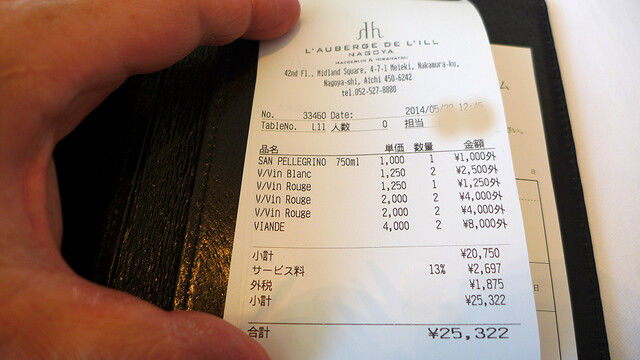 L'AUBERGE DE L'ILL
NAGOYA
HAEBERLIN & HIRAMATSU
42nd Fl., Midland Square, 4-7-1 Meieki, Nakamura-ku,
Nagoya-shi, Aichi 450-6242
tel.052-527-8880
No. 33460 Date: 2014/05/22 12:
TableNo. L11 人数 0 担当
品名 単価 数量 金額
SAN PELLEGRINO 750ml 1,000 1 ¥1,000外
V/Vin Blanc 1,250 2 ¥2,500外
V/Vin Rouge 1,250 1 ¥1,250外
V/Vin Rouge 2,000 2 ¥4,000外
V/Vin Rouge 2,000 2 ¥4,000外
VIANDE 4,000 2 ¥8,000外
小計 ¥20,750
サービス料 13% ¥2,697
外税 ¥1,875
小計 ¥25,322
合計 ¥25,322